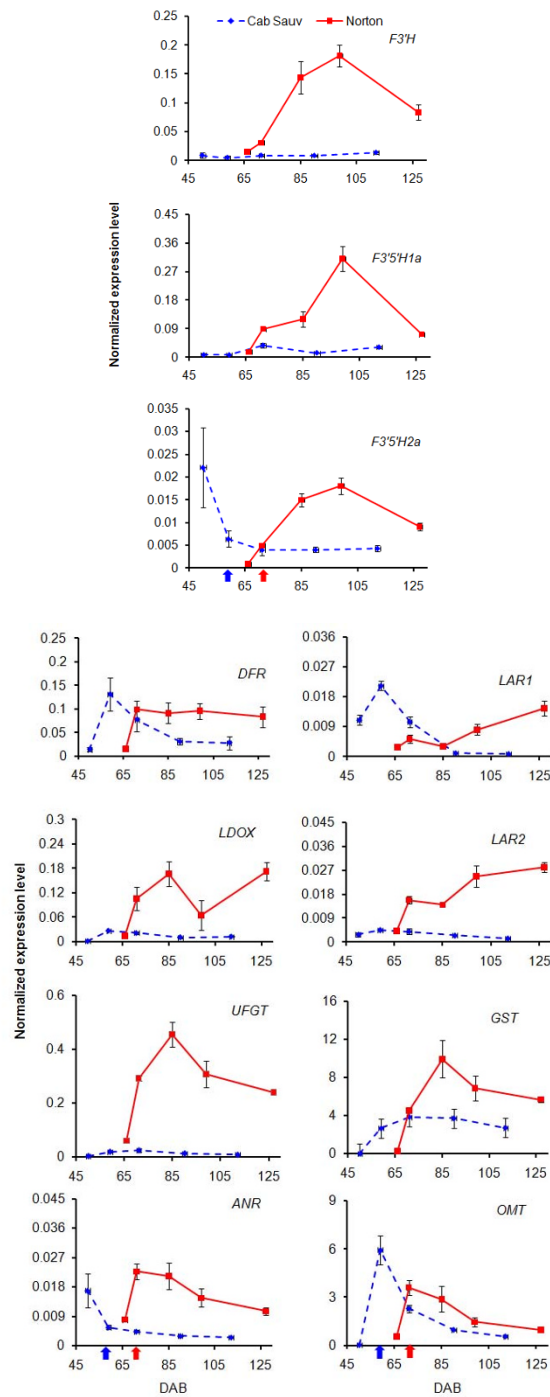 Cab Sauv Norton
F3'H
0.25
0.2
0.15
0.1
0.05
0
45 65 85 105 125
Normalized expression level
F3'5'H1a
0.45
0.36
0.27
0.18
0.09
0
45 65 85 105 125
F3'5'H2a
0.035
0.03
0.025
0.02
0.015
0.01
0.005
0
45 65 85 105 125
DFR
0.25
0.2
0.15
0.1
0.05
0
45 65 85 105 125
LAR1
0.036
0.027
0.018
0.009
0
45 65 85 105 125
Normalized expression level
LDOX
0.3
0.24
0.18
0.12
0.06
0
45 65 85 105 125
LAR2
0.045
0.036
0.027
0.018
0.009
0
45 65 85 105 125
UFGT
0.6
0.4
0.2
0
45 65 85 105 125
GST
16
12
8
4
0
45 65 85 105 125
ANR
0.045
0.036
0.027
0.018
0.009
0
45 65 85 105 125
DAB
OMT
9
6
3
0
45 65 85 105 125
DAB